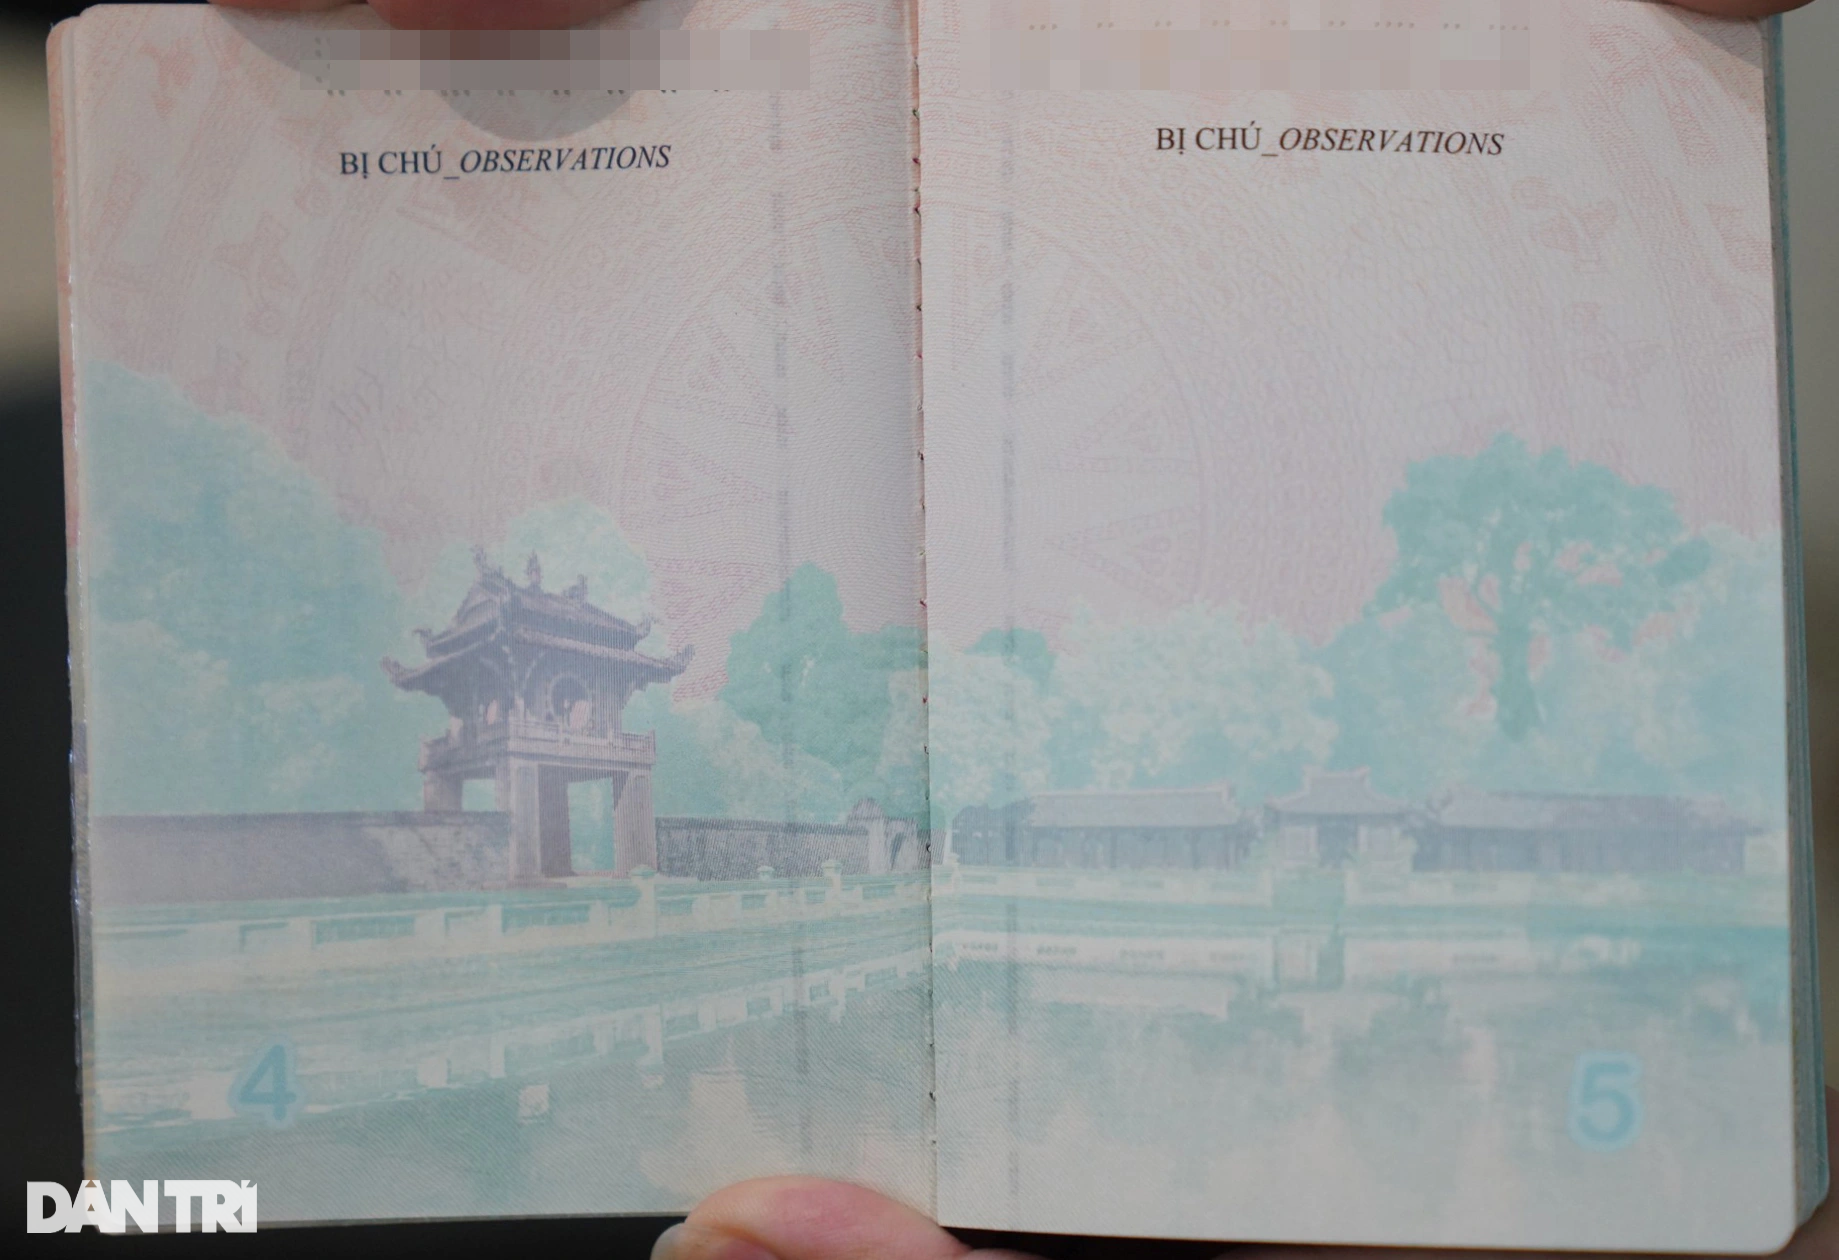 BỊ CHÚ_OBSERVATIONS
BỊ CHÚ_OBSERVATIONS
4
5
DÂN TRÍ